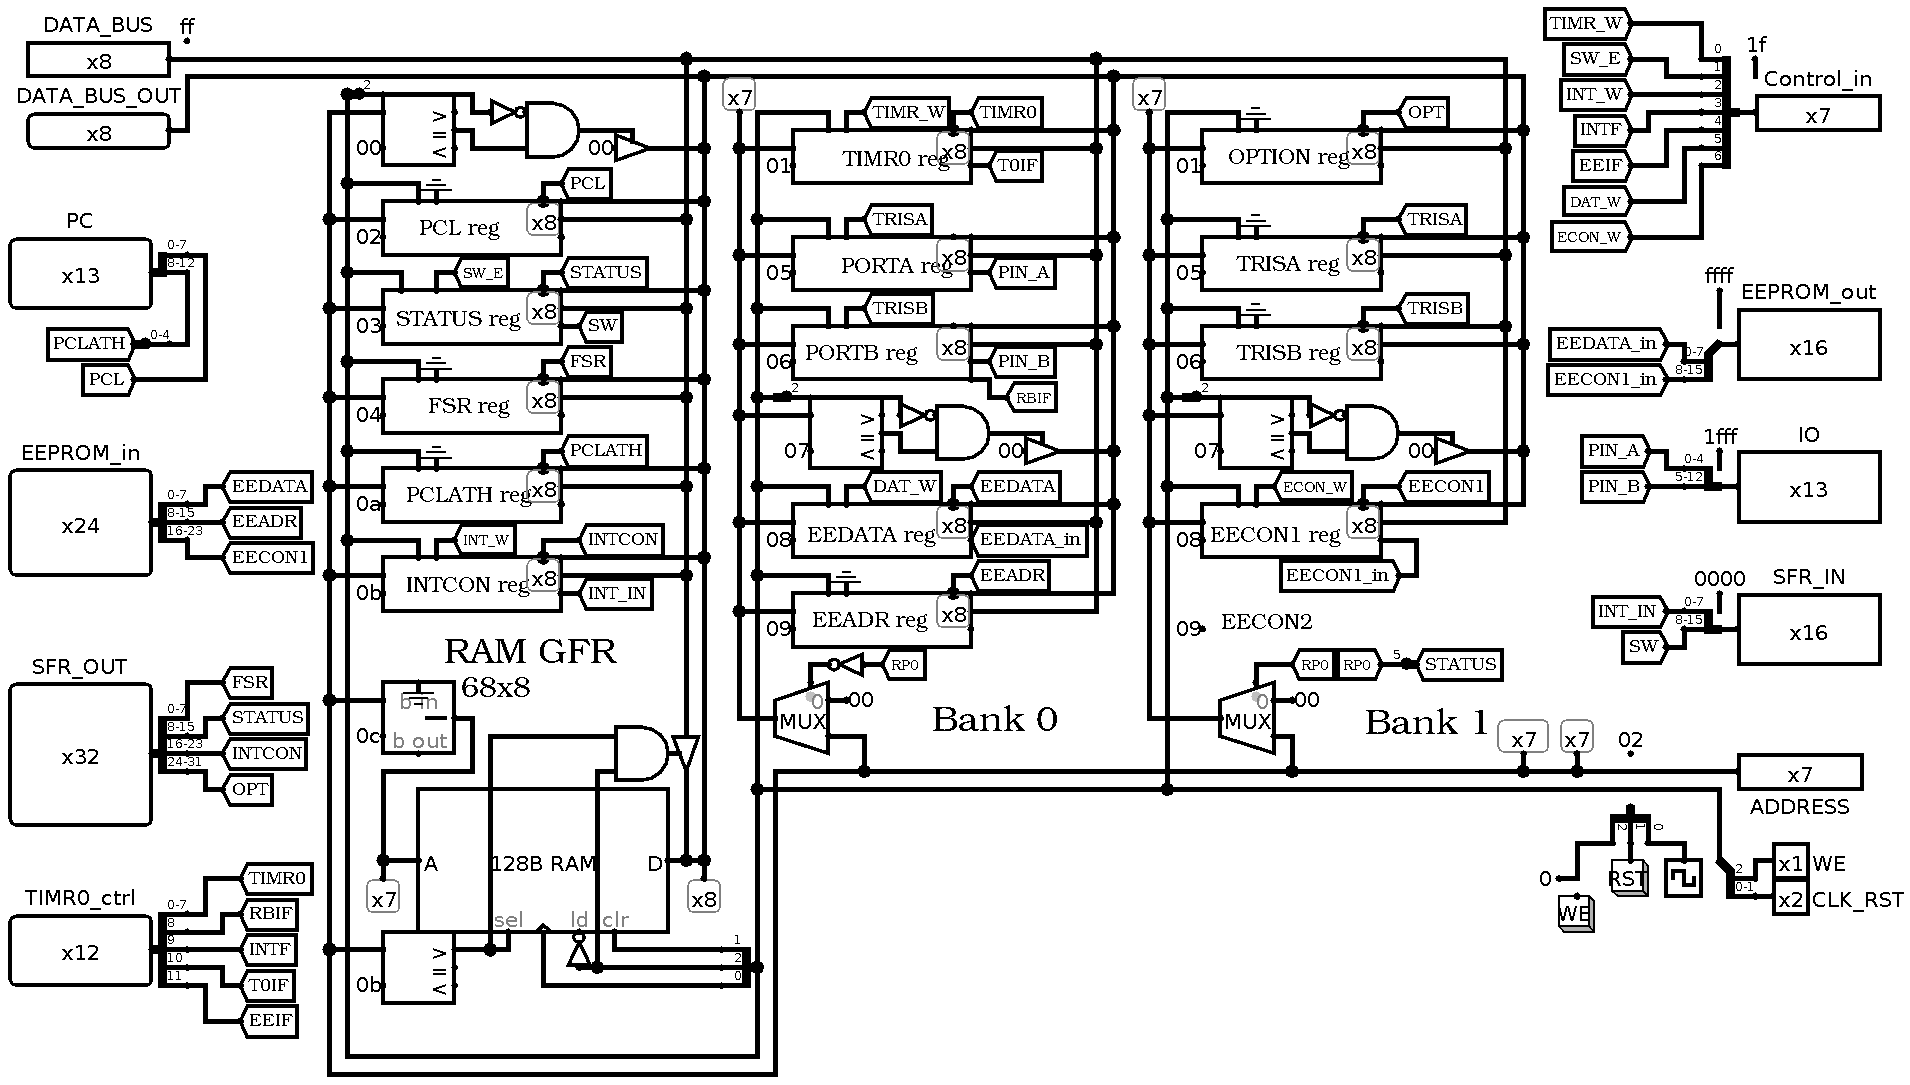 DATA_BUS
ff
x8
DATA_BUS_OUT
x8
PC
x13
0-7
8-12
PCLATH
0-4
PCL
EEPROM_in
x24
0-7
8-15
16-23
EEDATA
EEADR
EECON1
SFR_OUT
x32
0-7
8-15
16-23
24-31
FSR
STATUS
INTCON
OPT
TIMR0_ctrl
x12
0-7
8
9
10
11
TIMR0
RBIF
INTF
T0IF
EEIF
2
00
>
=
<
00
PCL
PCL reg
x8
02
SW_E
STATUS
STATUS reg
x8
03
SW
FSR
FSR reg
x8
04
PCLATH
PCLATH reg
x8
0a
INT_W
INTCON
INTCON reg
x8
0b
INT_IN
RAM GFR
68x8
b in
b out
0c
A
128B RAM
D
x7
x8
sel
ld
clr
>
=
<
0b
1
2
0
x7
TIMR_W
TIMR0
TIMR0 reg
x8
01
T0IF
TRISA
PORTA reg
x8
05
PIN_A
TRISB
PORTB reg
x8
06
PIN_B
RBIF
2
>
=
<
07
00
DAT_W
EEDATA
EEDATA reg
x8
08
EEDATA_in
EEADR
EEADR reg
x8
09
RP0
0
00
MUX
Bank 0
x7
OPT
OPTION reg
x8
01
TRISA
TRISA reg
x8
05
TRISB
TRISB reg
x8
06
2
>
=
<
07
00
ECON_W
EECON1
EECON1 reg
x8
08
EECON1_in
09
EECON2
RP0
RP0
5
STATUS
0
00
MUX
Bank 1
x7
x7
02
TIMR_W
SW_E
INT_W
INTF
EEIF
DAT_W
ECON_W
0
1
2
3
4
5
6
1f
Control_in
x7
ffff
EEPROM_out
EEDATA_in
EECON1_in
0-7
8-15
x16
PIN_A
PIN_B
1fff
0-4
5-12
IO
x13
0000
SFR_IN
INT_IN
SW
0-7
8-15
x16
x7
ADDRESS
2
1
0
0
RST
WE
2
0-1
x1
WE
x2
CLK_RST